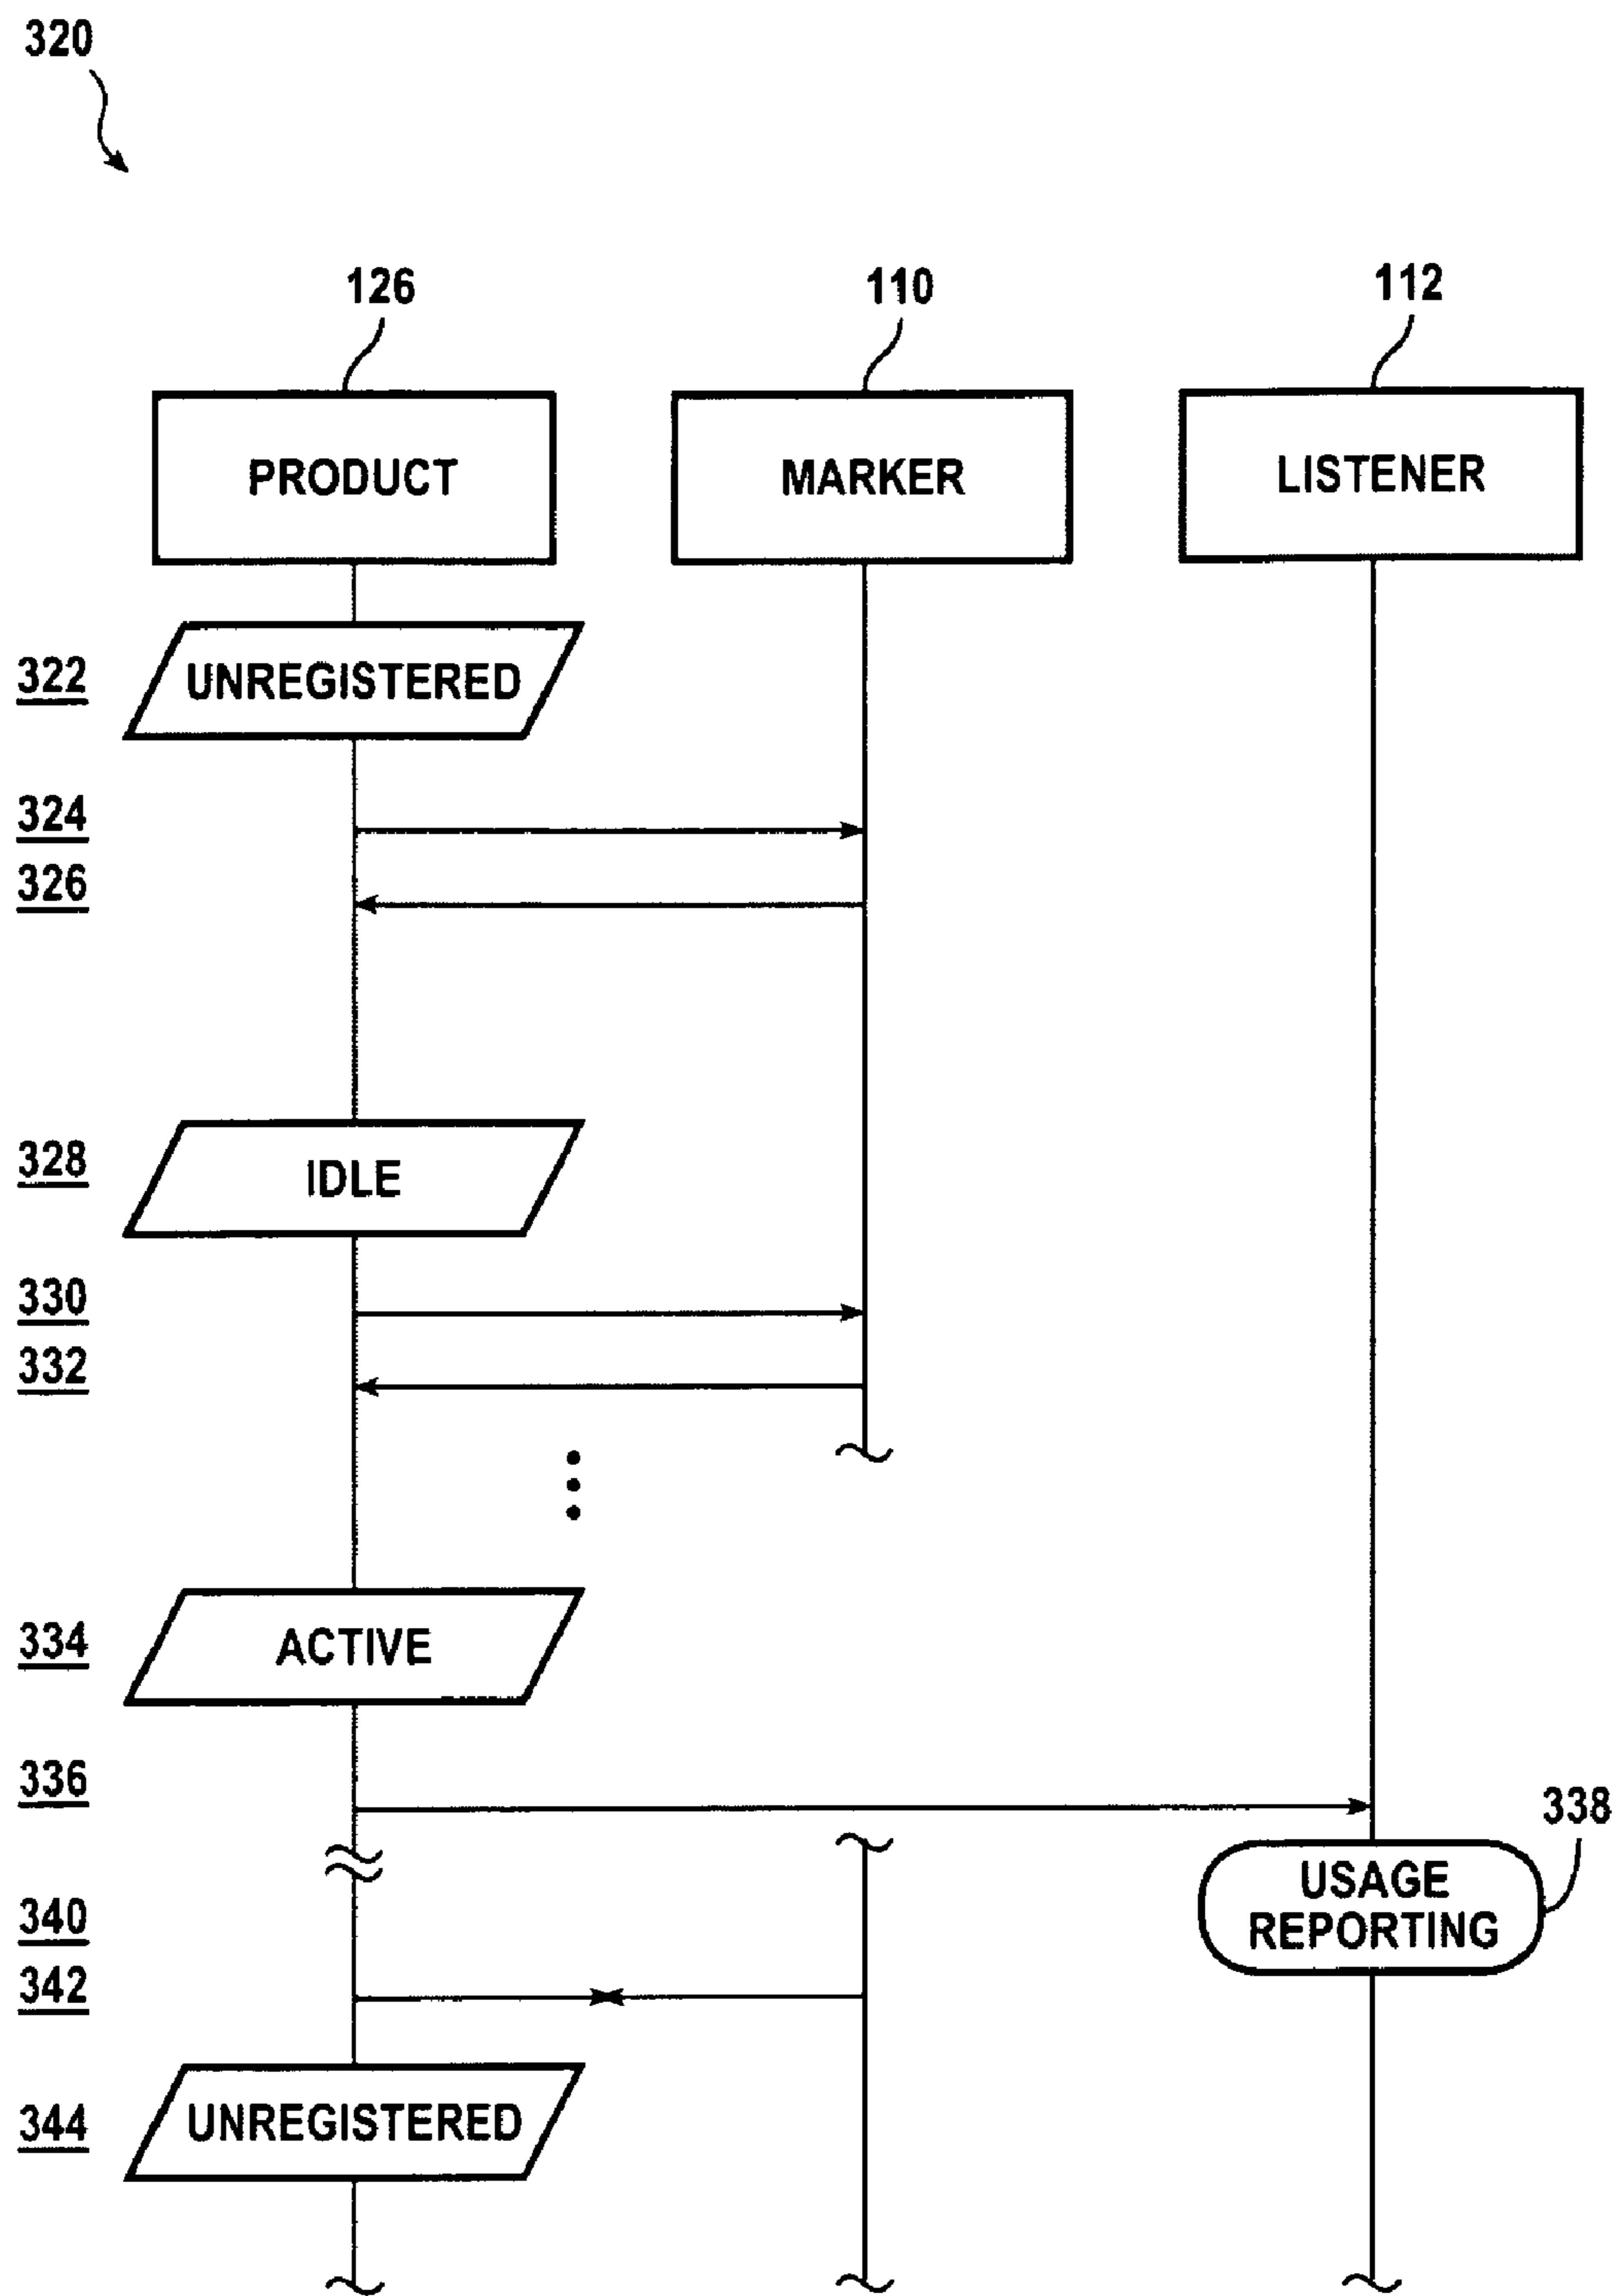 320
126
110
112
PRODUCT
MARKER
LISTENER
322
UNREGISTERED
324
326
328
IDLE
330
332
334
ACTIVE
336
338
USAGE
REPORTING
340
342
344
UNREGISTERED